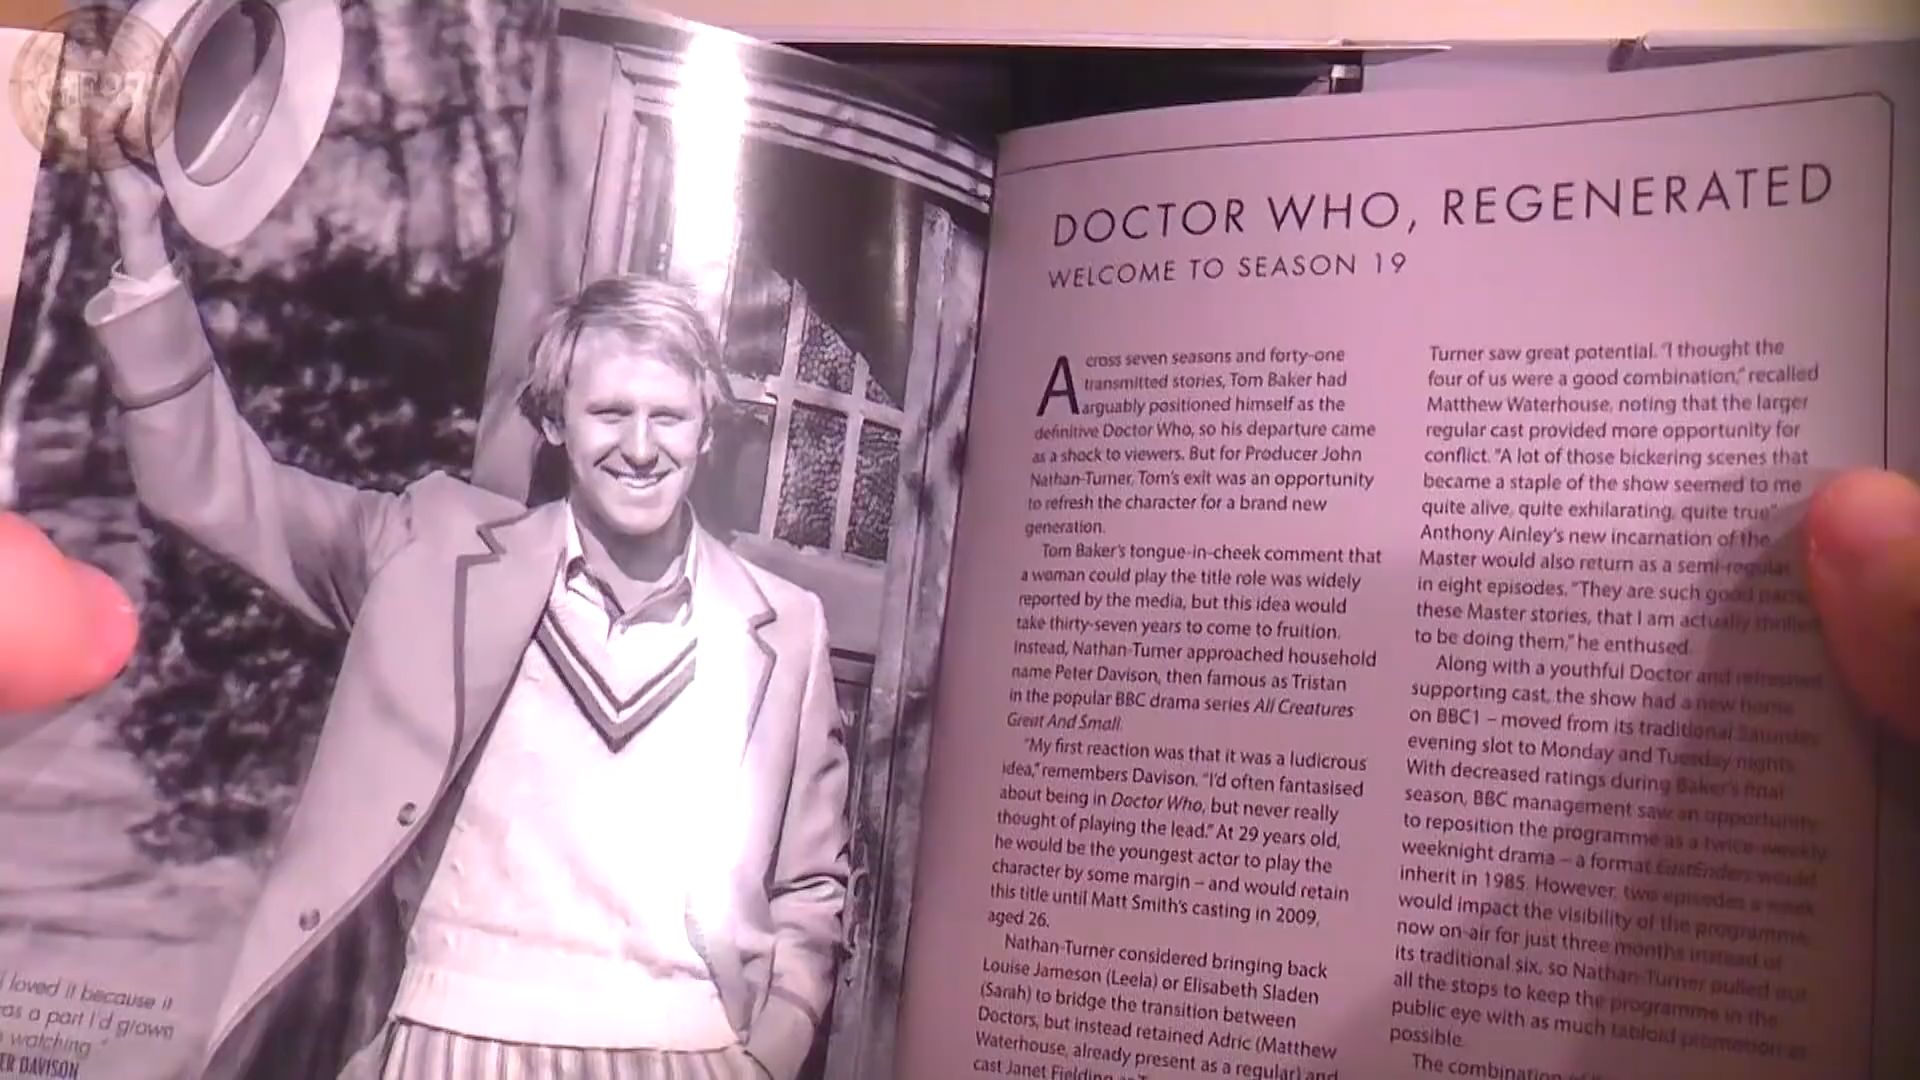 I loved it because it
was a part I'd grown
watching."
ER DAVISON
DOCTOR WHO, REGENERATED
WELCOME TO SEASON 19
Across seven seasons and forty-one
transmitted stories, Tom Baker had
arguably positioned himself as the
definitive Doctor Who, so his departure came
as a shock to viewers. But for Producer John
Nathan-Turner, Tom's exit was an opportunity
to refresh the character for a brand new
generation.
Tom Baker's tongue-in-cheek comment that
a woman could play the title role was widely
reported by the media, but this idea would
take thirty-seven years to come to fruition.
Instead, Nathan-Turner approached household
name Peter Davison, then famous as Tristan
in the popular BBC drama series All Creatures
Great And Small.
"My first reaction was that it was a ludicrous
idea," remembers Davison. "I'd often fantasised
about being in Doctor Who, but never really
thought of playing the lead." At 29 years old,
he would be the youngest actor to play the
character by some margin – and would retain
this title until Matt Smith's casting in 2009,
aged 26.
Nathan-Turner considered bringing back
Louise Jameson (Leela) or Elisabeth Sladen
(Sarah) to bridge the transition between
Doctors, but instead retained Adric (Matthew
Waterhouse, already present as a regular) and
cast Janet Fielding
Turner saw great potential. "I thought the
four of us were a good combination," recalled
Matthew Waterhouse, noting that the larger
regular cast provided more opportunity for
conflict. "A lot of those bickering scenes that
became a staple of the show seemed to me
quite alive, quite exhilarating, quite true"
Anthony Ainley's new incarnation of the
Master would also return as a semi-regular
in eight episodes. "They are such good
these Master stories, that I am actually thrilled
to be doing them," he enthused.
Along with a youthful Doctor and refreshed
supporting cast, the show had a new home
on BBC1 – moved from its traditional Saturday
evening slot to Monday and Tuesday nights.
With decreased ratings during Baker's final
season, BBC management saw an opportunity
to reposition the programme as a twice-weekly
weeknight drama – a format EastEnders would
inherit in 1985. However, two episodes a week
would impact the visibility of the programme,
now on-air for just three months instead of
its traditional six, so Nathan-Turner pulled out
all the stops to keep the programme in the
public eye with as much tabloid promotion as
possible.
The combination